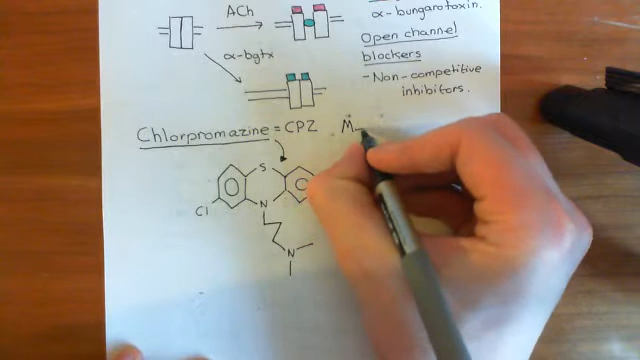 ACh
α-bungarotoxin.
Open channel
blockers
α-bgtx
- Non-competitive
inhibitors.
Chlorpromazine = CPZ M
S
Cl
N
N